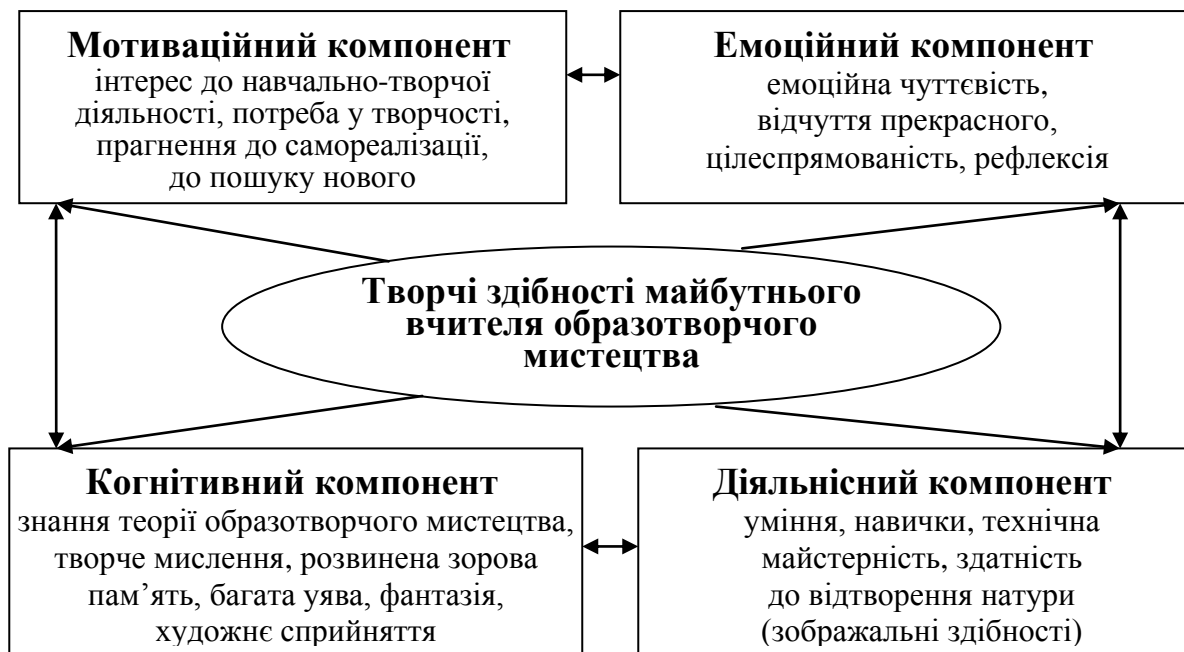 Мотиваційний компонент
інтерес до навчально-творчої
діяльності, потреба у творчості,
прагнення до самореалізації,
до пошуку нового
Емоційний компонент
емоційна чуттєвість,
відчуття прекрасного,
цілеспрямованість, рефлексія
Творчі здібності майбутнього
вчителя образотворчого
мистецтва
Когнітивний компонент
знання теорії образотворчого мистецтва,
творче мислення, розвинена зорова
пам’ять, багата уява, фантазія,
художнє сприйняття
Діяльнісний компонент
уміння, навички, технічна
майстерність, здатність
до відтворення натури
(зображальні здібності)